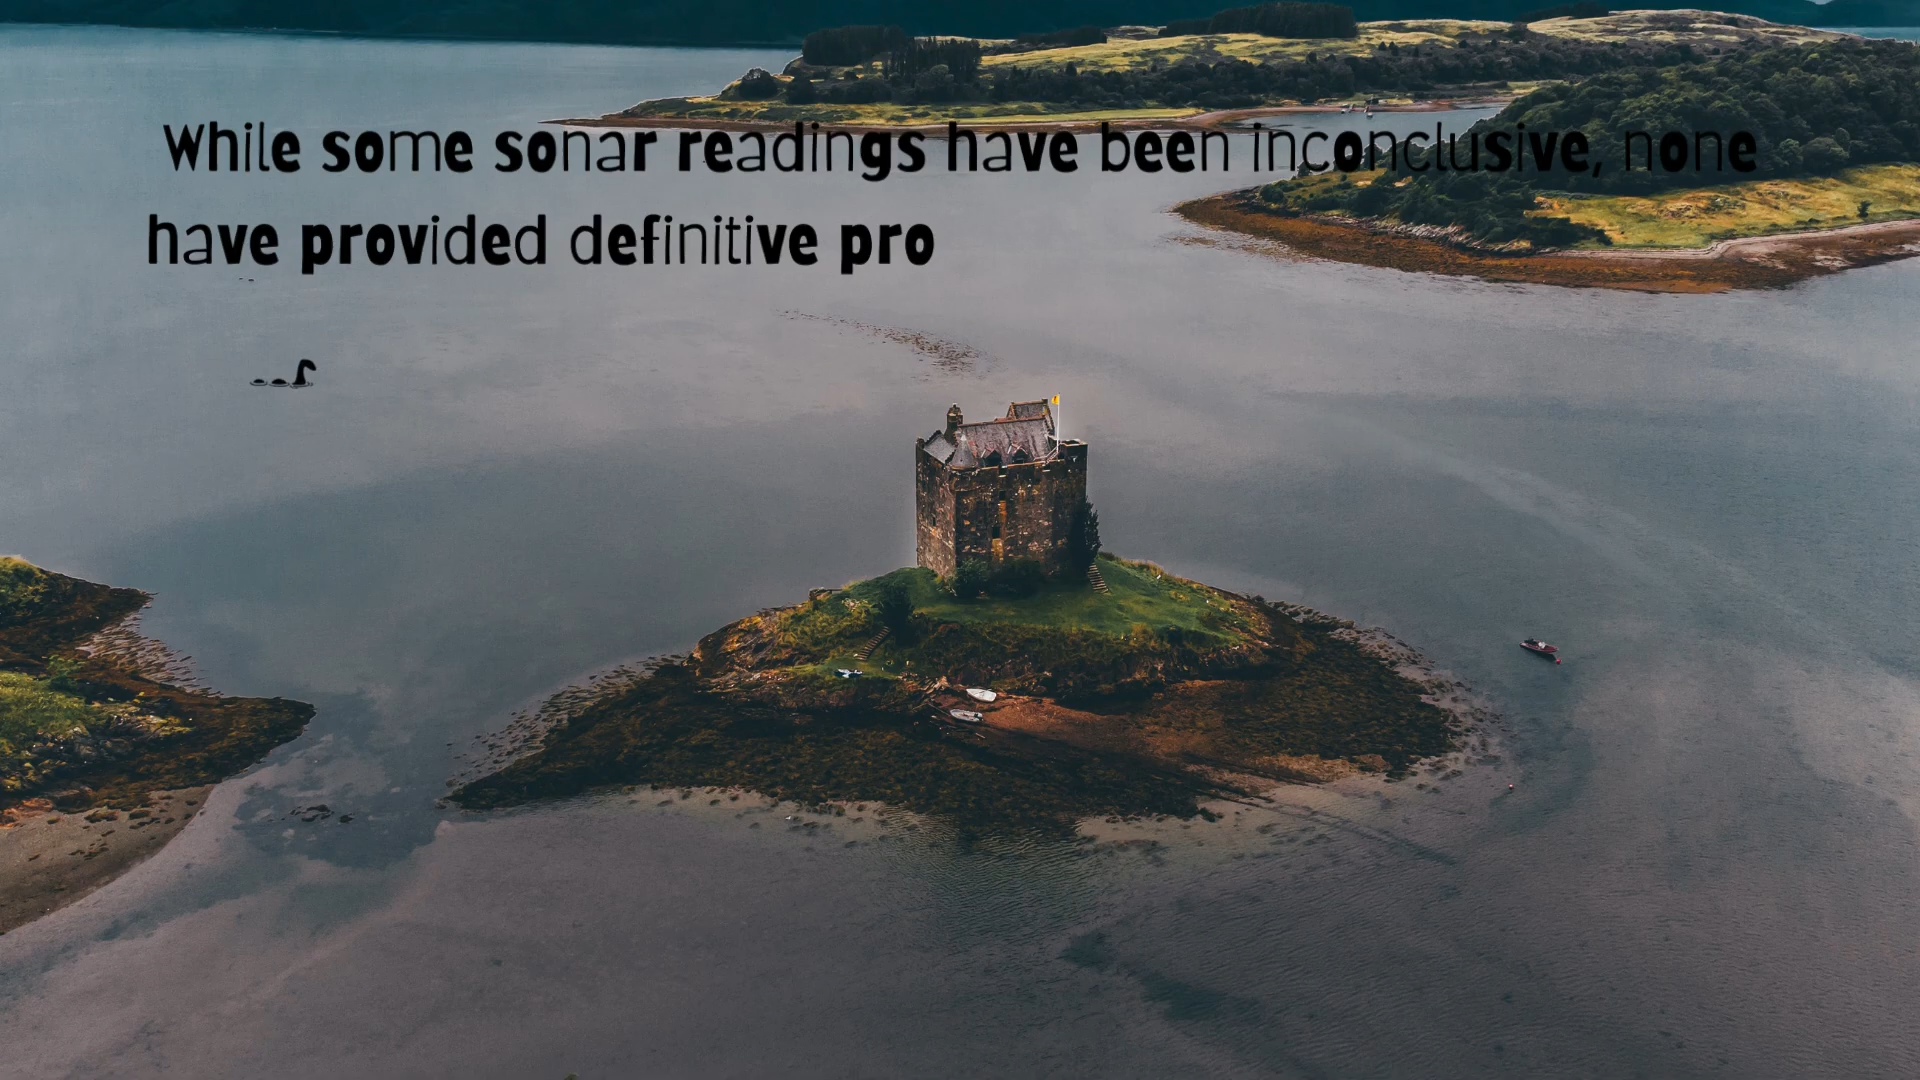 While some sonar readings have been inconclusive, none
have provided definitive pro